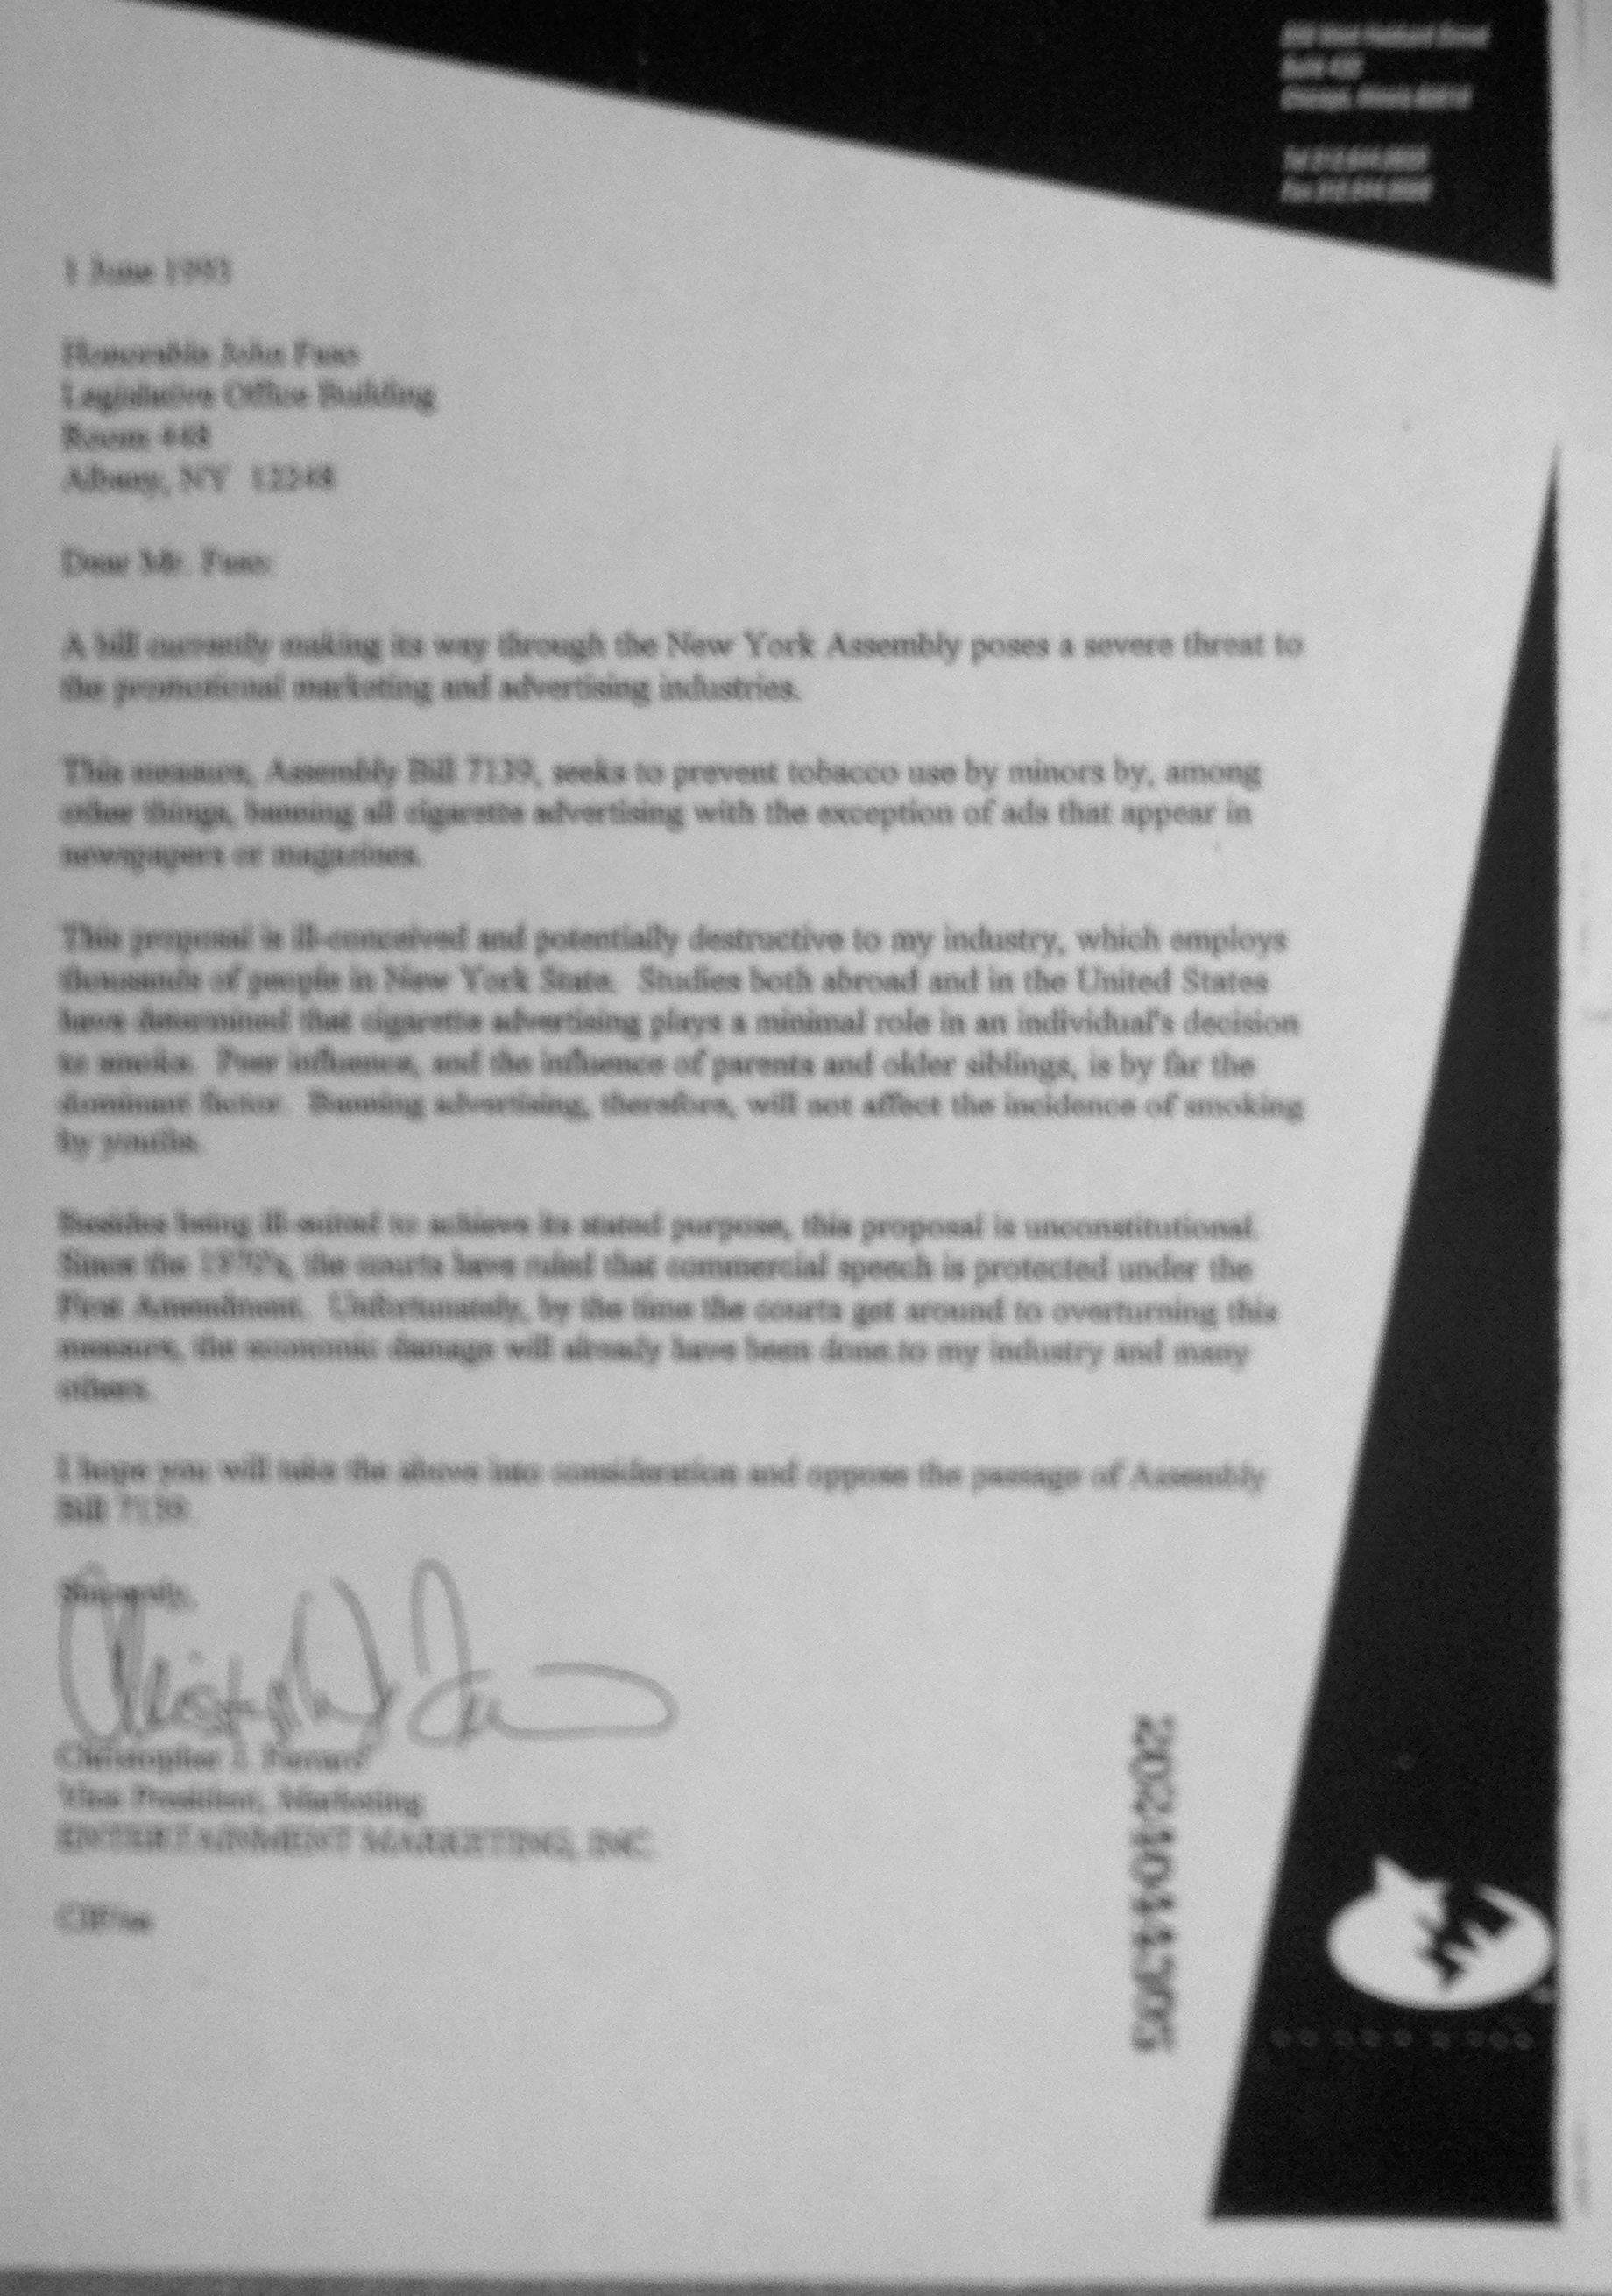 Suite 450
1 June 1993
Honorable John Faso
Legislative Office Building
Room 448
Albany, NY 12248
Dear Mr. Faso:
A bill currently making its way through the New York Assembly poses a severe threat to
the promotional marketing and advertising industries.
This measure, Assembly Bill 7139, seeks to prevent tobacco use by minors by, among
other things, banning all cigarette advertising with the exception of ads that appear in
newspapers or magazines.
This proposal is ill-conceived and potentially destructive to my industry, which employs
thousands of people in New York State. Studies both abroad and in the United States
have determined that cigarette advertising plays a minimal role in an individual's decision
to smoke. Peer influence, and the influence of parents and older siblings, is by far the
dominant factor. Banning advertising, therefore, will not affect the incidence of smoking
by youths.
Besides being ill-suited to achieve its stated purpose, this proposal is unconstitutional.
Since the 1970's, the courts have ruled that commercial speech is protected under the
First Amendment. Unfortunately, by the time the courts get around to overturning this
measure, the economic damage will already have been done to my industry and many
others.
I hope you will take the above into consideration and oppose the passage of Assembly
Bill 7139.
Sincerely,
Christopher J.
Vice President, Marketing
ENTERTAINMENT MARKETING, INC.